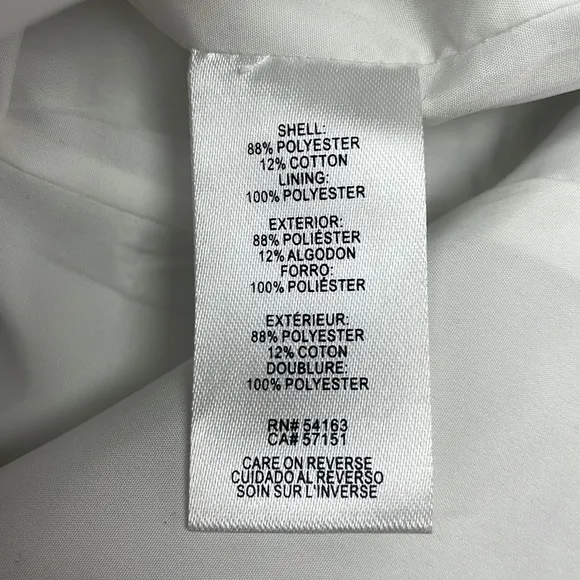 SHELL:
88% POLYESTER
12% COTTON
LINING:
100% POLYESTER
EXTERIOR:
88% POLIÉSTER
12% ALGODON
FORRO:
100% POLIÉSTER
EXTÉRIEUR:
88% POLYESTER
12% COTON
DOUBLURE:
100% POLYESTER
RN# 54163
CA# 57151
CARE ON REVERSE
CUIDADO AL REVERSO
SOIN SUR L'INVERSE